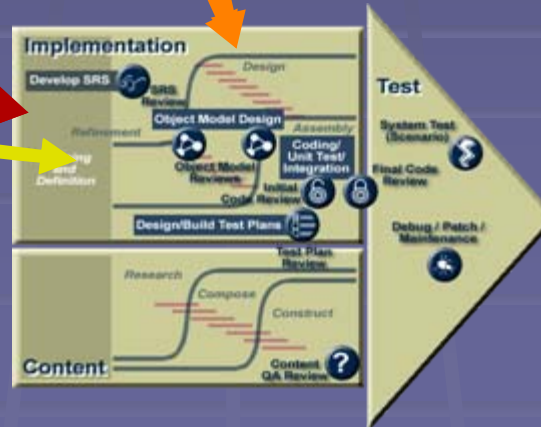 Implementation
Develop SRS
SRS
Review
Design
Refinement
Object Model Design
Assembly
and
Definition
Object Model
Reviews
Coding/
Unit Test/
Integration
Initial
Code Review
Final Code
Review
Design/Build Test Plans
Test Plan
Review
Test
System Test
(Scenario)
Debug / Patch /
Maintenance
Research
Compose
Construct
Content
Content
QA Review
?